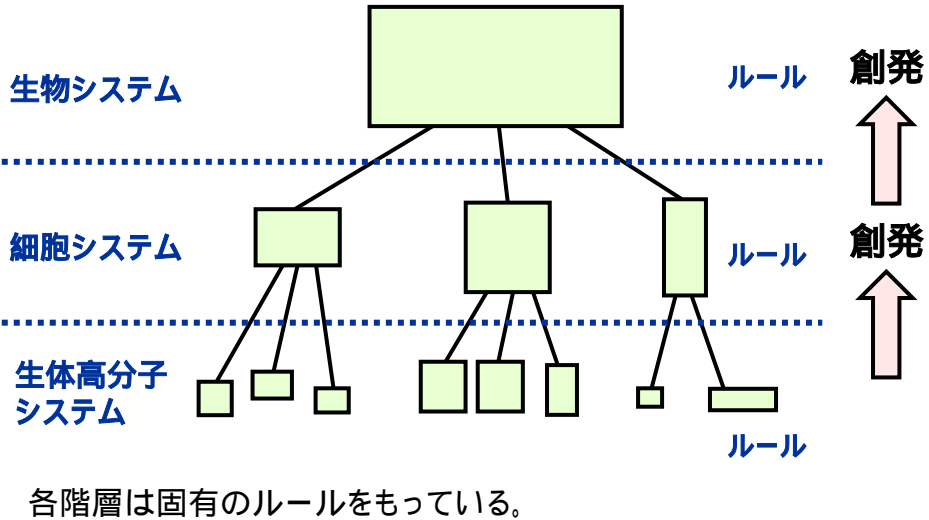 創発
生物システム
ルール
細胞システム
ルール
創発
生体高分子
システム
ルール
各階層は固有のルールをもっている。